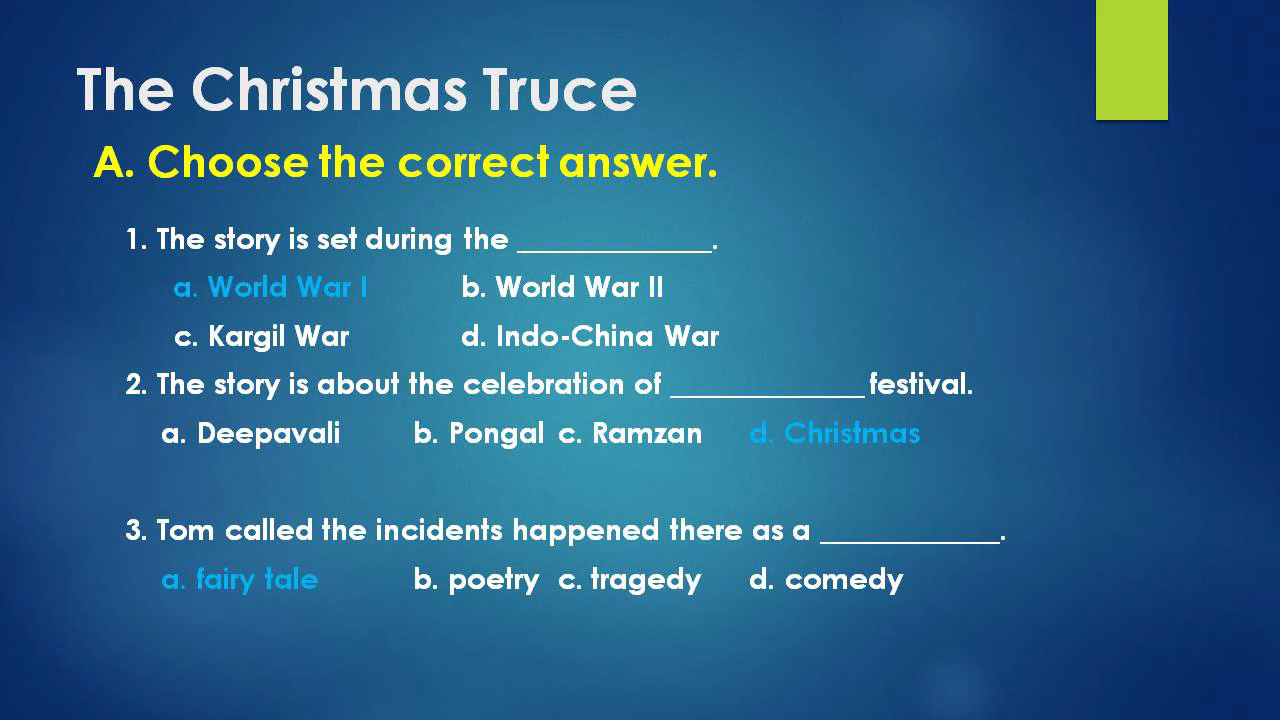 The Christmas Truce
A. Choose the correct answer.
1. The story is set during the _____________.
a. World War I b. World War II
c. Kargil War d. Indo-China War
2. The story is about the celebration of _____________ festival.
a. Deepavali b. Pongal c. Ramzan d. Christmas
3. Tom called the incidents happened there as a ____________.
a. fairy tale b. poetry c. tragedy d. comedy